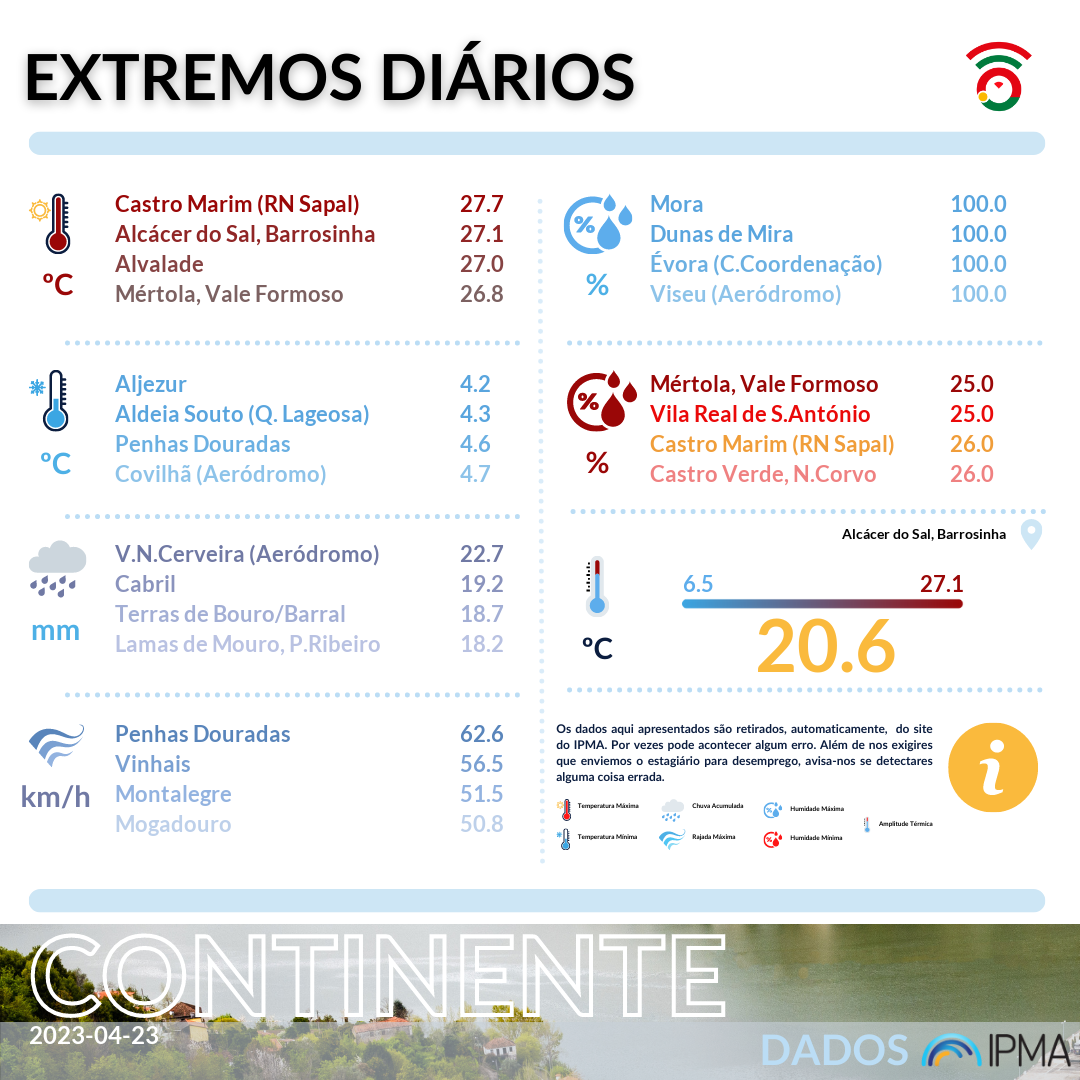 EXTREMOS DIÁRIOS
Castro Marim (RN Sapal) 27.7
Alcácer do Sal, Barrosinha 27.1
Alvalade 27.0
Mértola, Vale Formoso 26.8
ºC
Aljezur 4.2
Aldeia Souto (Q. Lageosa) 4.3
Penhas Douradas 4.6
Covilhã (Aeródromo) 4.7
ºC
V.N.Cerveira (Aeródromo) 22.7
Cabril 19.2
Terras de Bouro/Barral 18.7
Lamas de Mouro, P.Ribeiro 18.2
mm
Penhas Douradas 62.6
Vinhais 56.5
Montalegre 51.5
Mogadouro 50.8
km/h
Mora 100.0
Dunas de Mira 100.0
Évora (C.Coordenação) 100.0
Viseu (Aeródromo) 100.0
%
%
Mértola, Vale Formoso 25.0
Vila Real de S.António 25.0
Castro Marim (RN Sapal) 26.0
Castro Verde, N.Corvo 26.0
%
%
Alcácer do Sal, Barrosinha
6.5 27.1
20.6
ºC
Os dados aqui apresentados são retirados, automaticamente, do site
do IPMA. Por vezes pode acontecer algum erro. Além de nos exigires
que enviemos o estagiário para desemprego, avisa-nos se detectares
alguma coisa errada.
i
Temperatura Máxima
Chuva Acumulada
% Humidade Máxima
Amplitude Térmica
Temperatura Mínima
Rajada Máxima
% Humidade Mínima
CONTINENTE
2023-04-23
DADOS IPMA